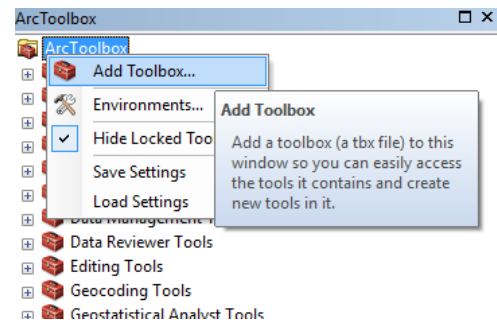 ArcToolbox
ArcToolbox
Add Toolbox...
Environments...
Add Toolbox
Hide Locked Too
Add a toolbox (a tbx file) to this
window so you can easily access
the tools it contains and create
new tools in it.
Save Settings
Load Settings
Data Management T
Data Reviewer Tools
Editing Tools
Geocoding Tools
Geostatistical Analyst Tools